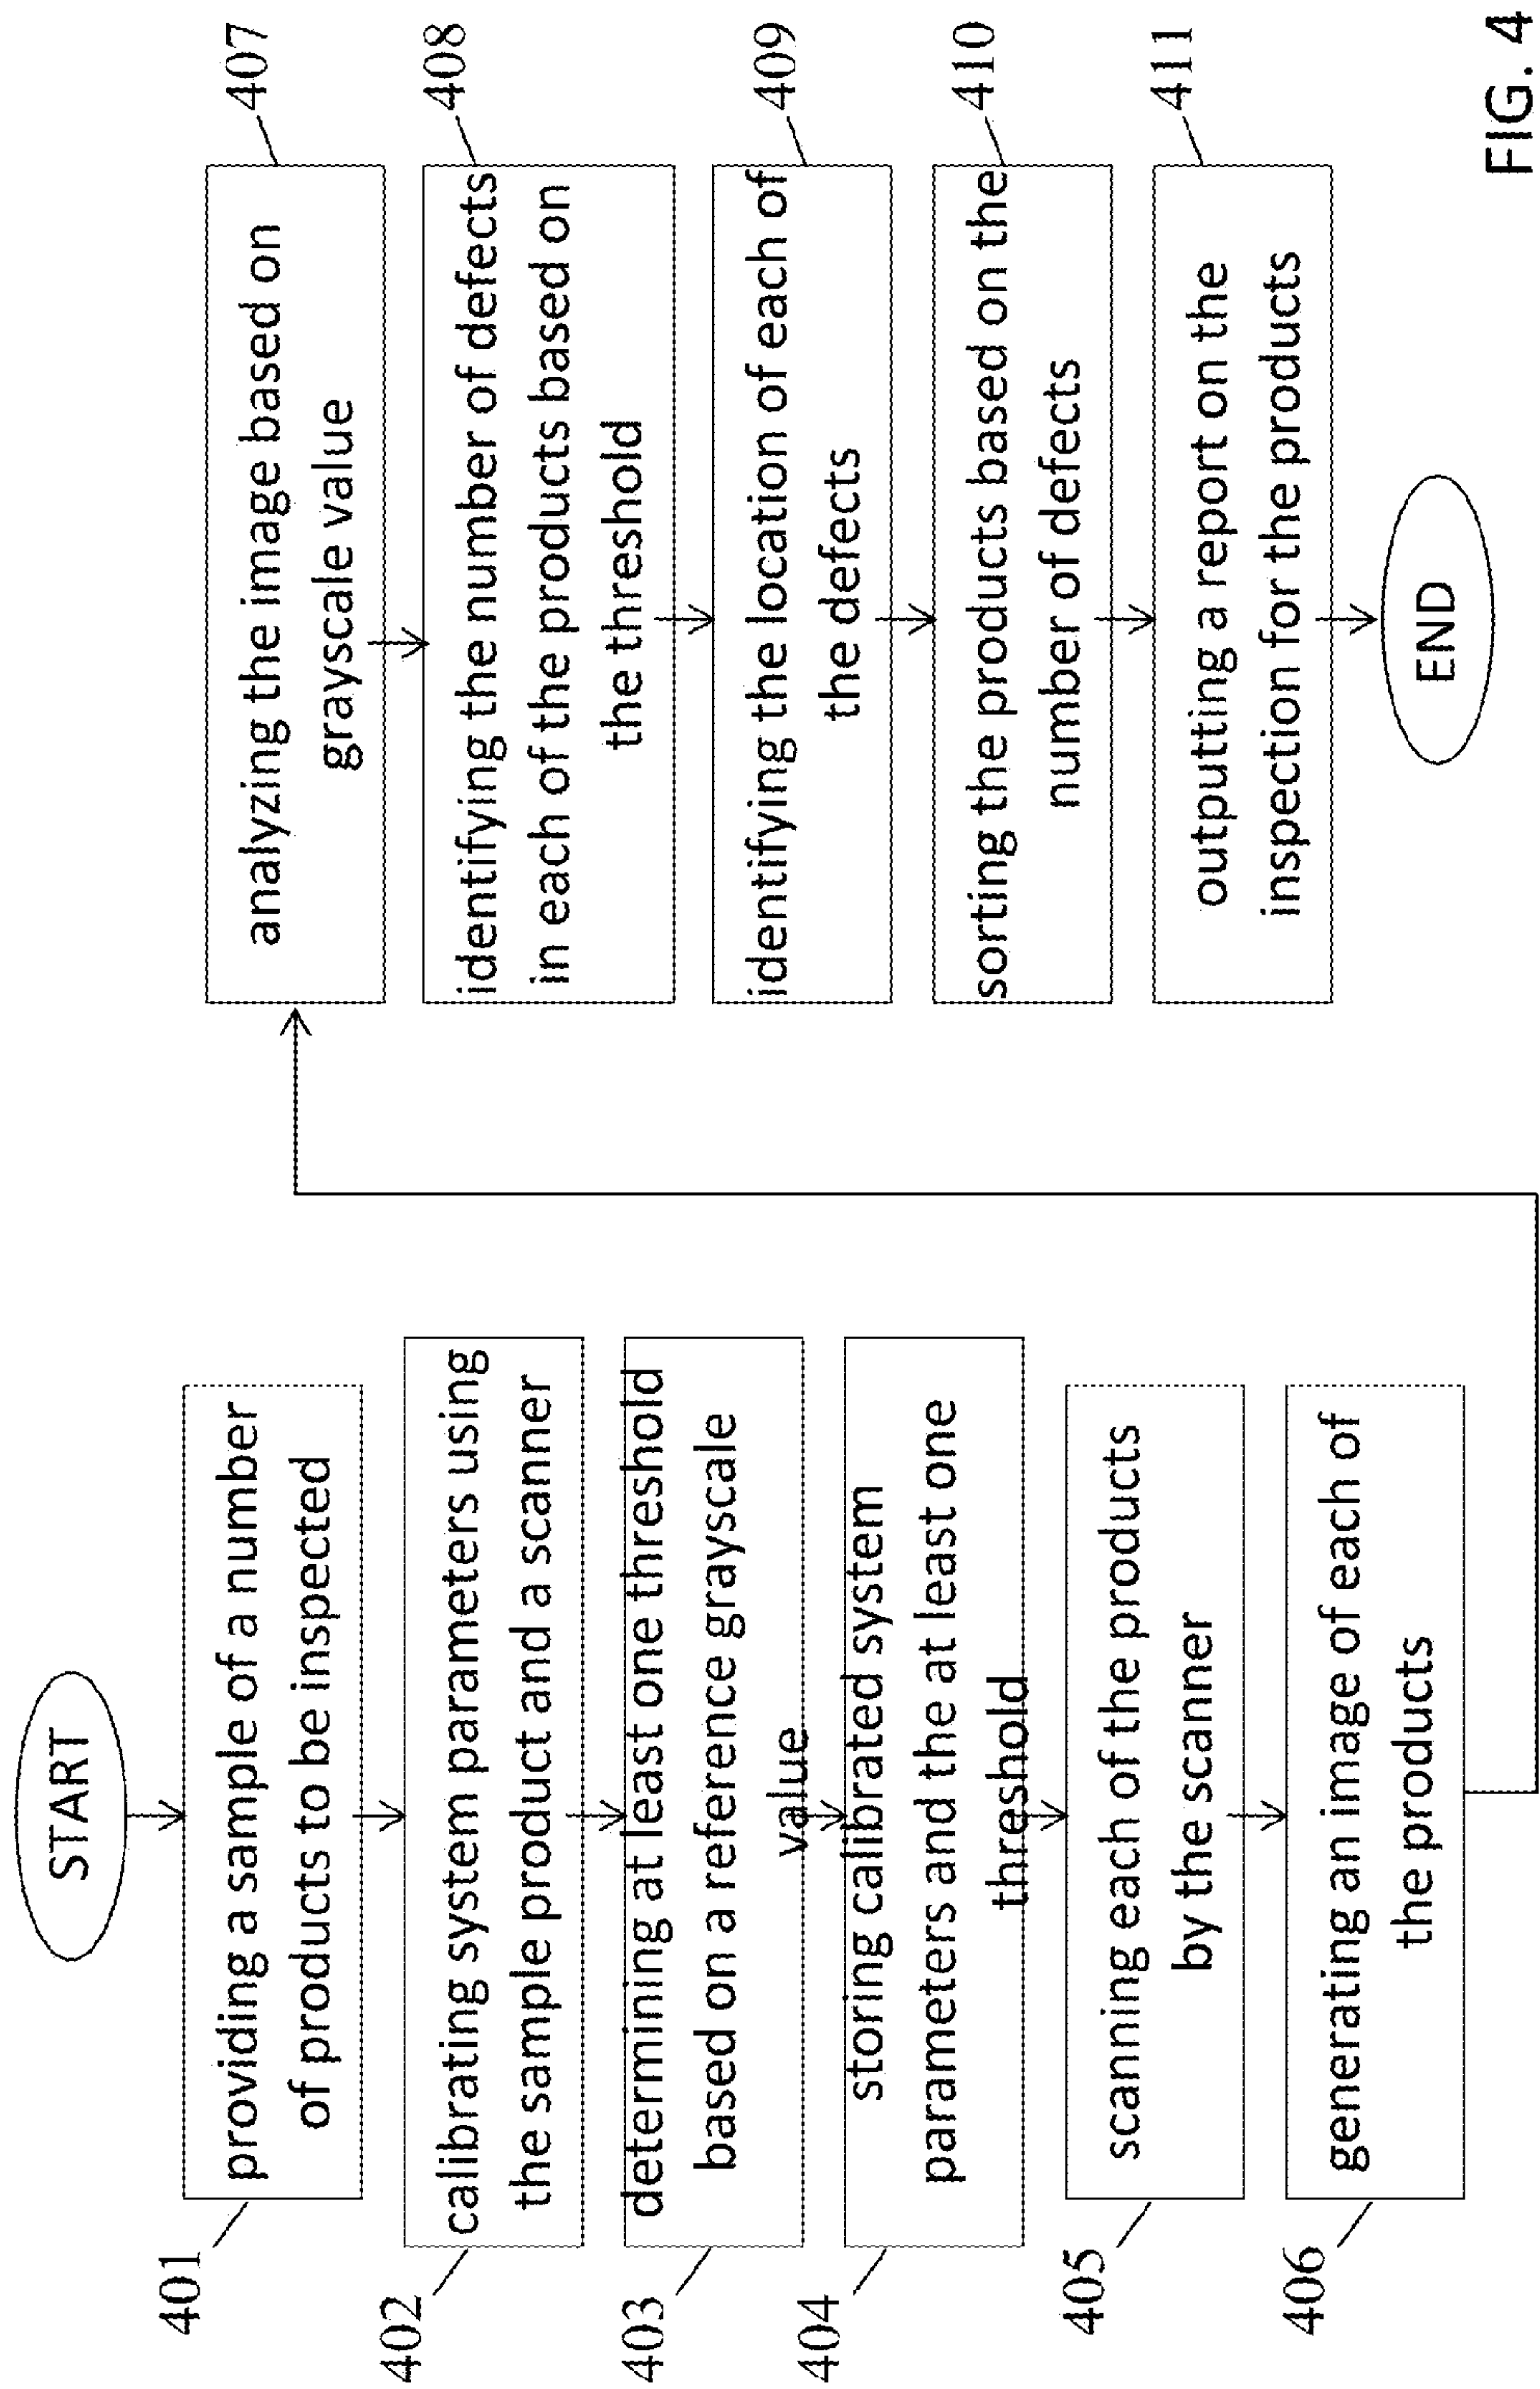 START
401
providing a sample of a number
of products to be inspected
402
calibrating system parameters using
the sample product and a scanner
403
determining at least one threshold
based on a reference grayscale
value
404
storing calibrated system
parameters and the at least one
threshold
405
scanning each of the products
by the scanner
406
generating an image of each of
the products
407
analyzing the image based on
grayscale value
408
identifying the number of defects
in each of the products based on
the threshold
409
identifying the location of each of
the defects
410
sorting the products based on the
number of defects
411
outputting a report on the
inspection for the products
END
FIG. 4